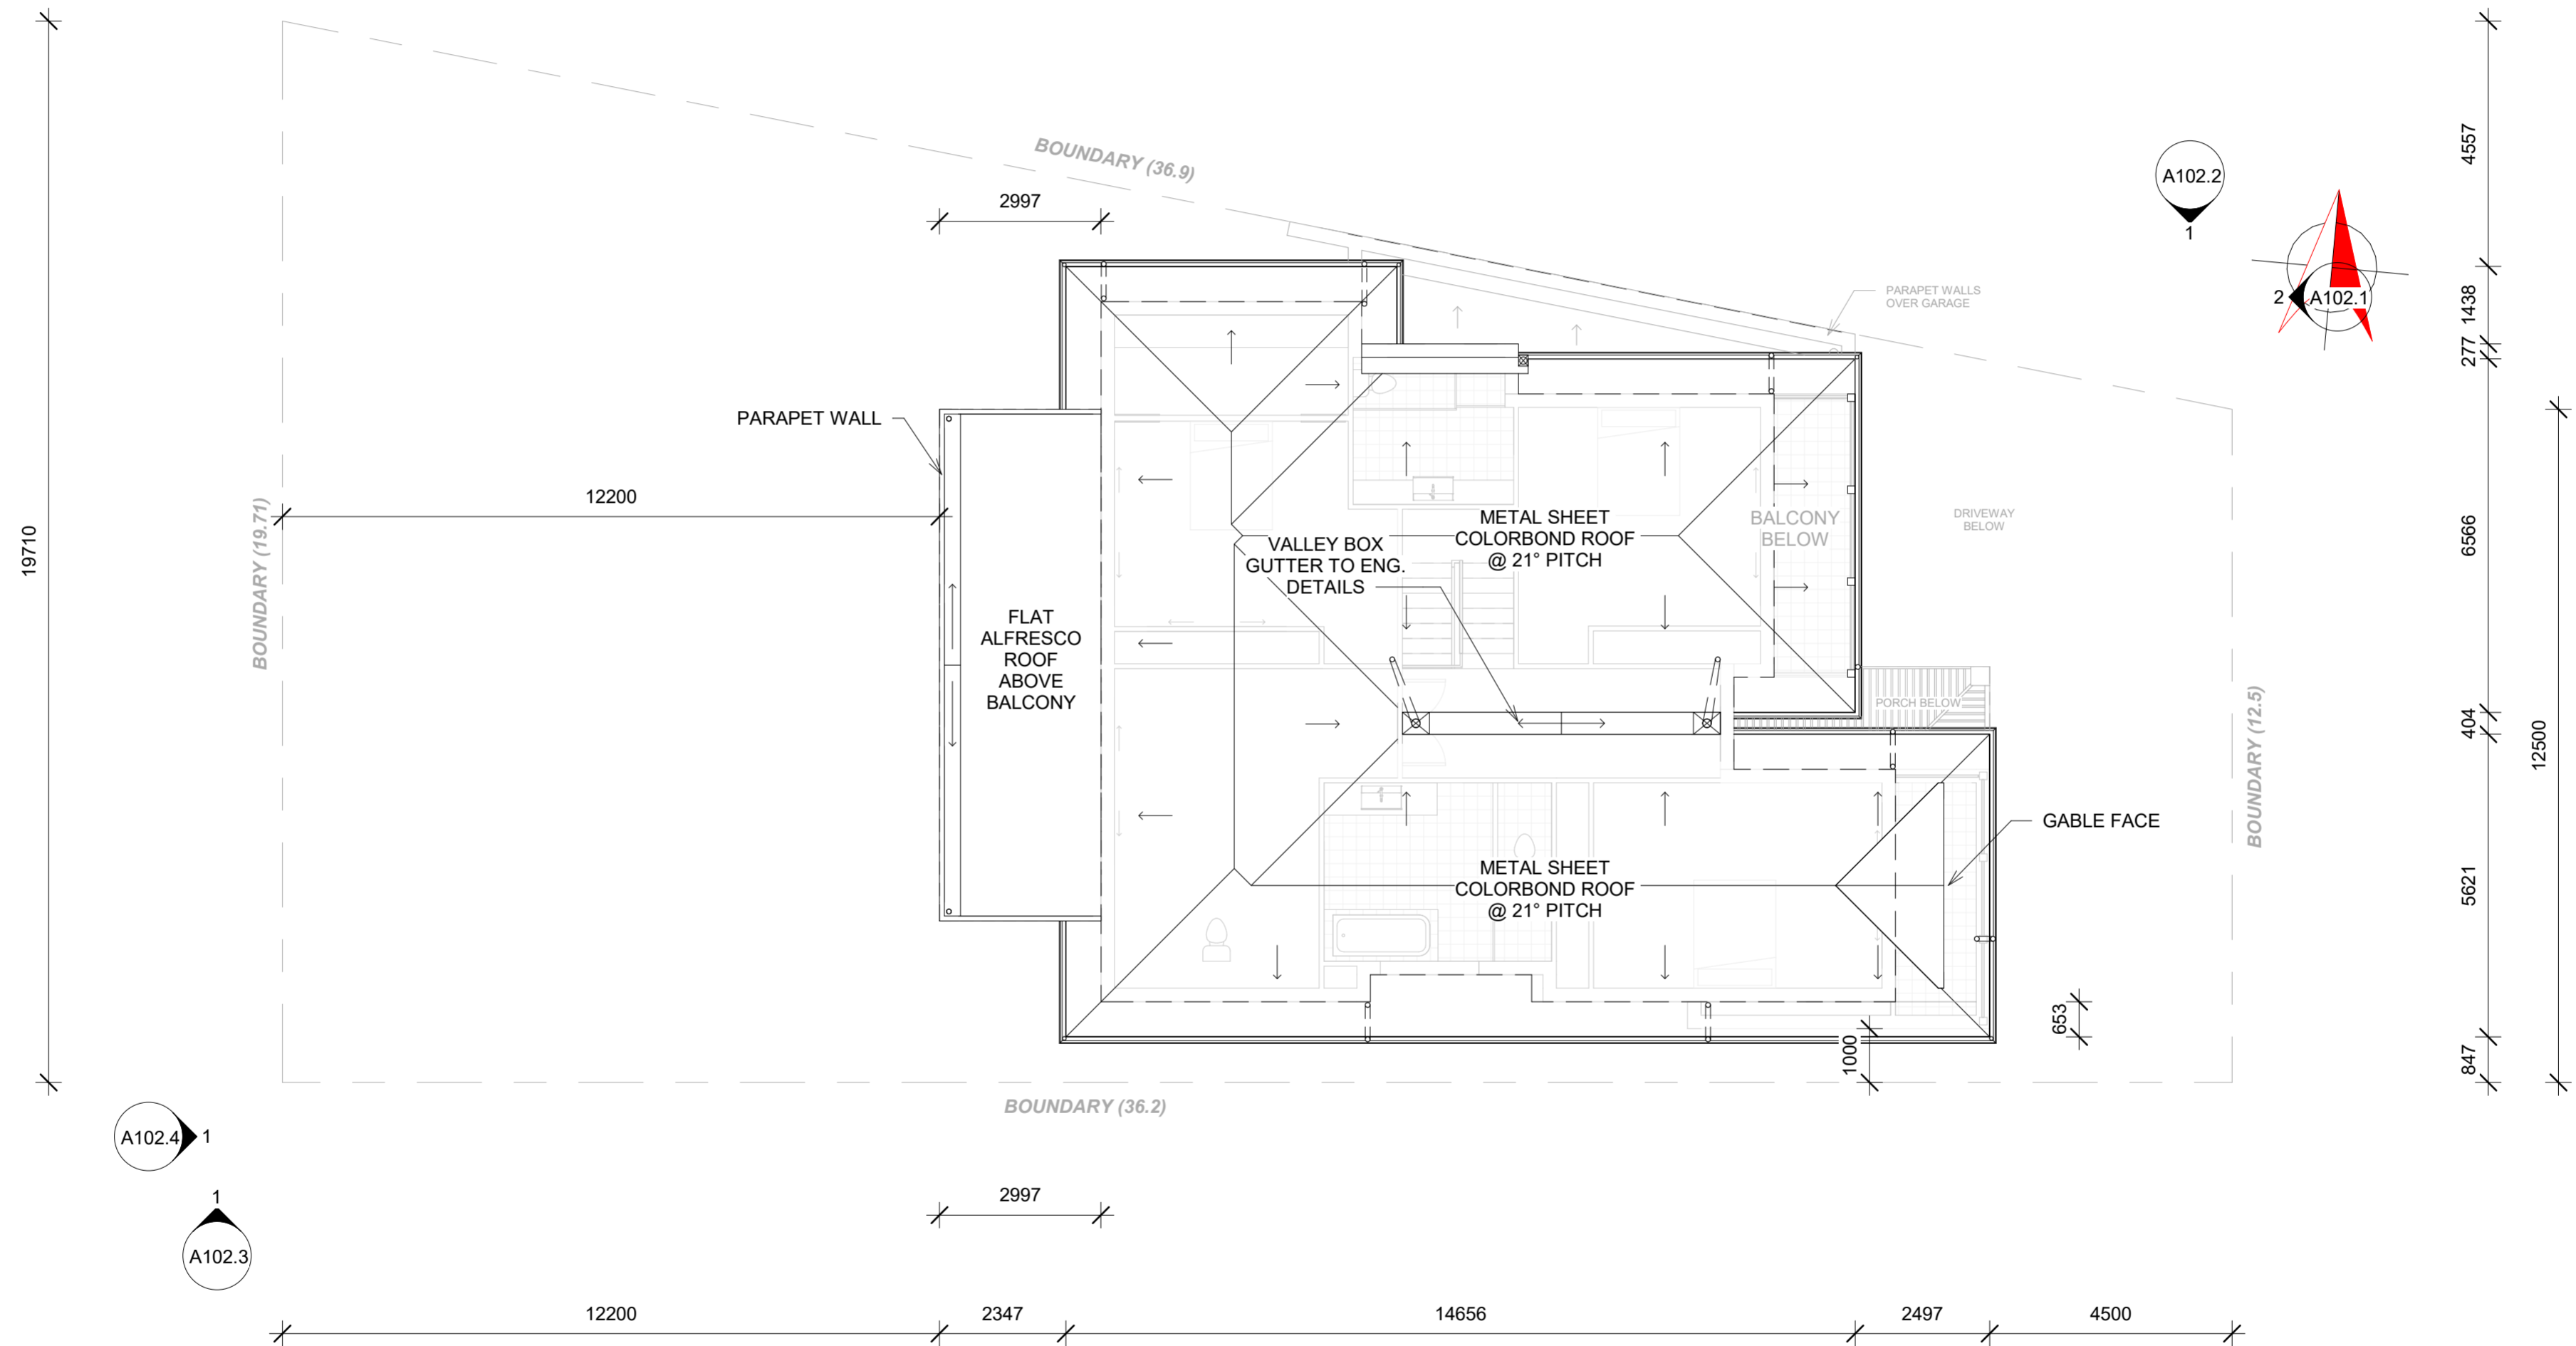 BOUNDARY (36.9)
2997
A102.2
1
4557
PARAPET WALLS
OVER GARAGE
2
A102.1
1438
277
PARAPET WALL
12200
METAL SHEET
COLORBOND ROOF
@ 21° PITCH
VALLEY BOX
GUTTER TO ENG.
DETAILS
BALCONY
BELOW
DRIVEWAY
BELOW
19710
BOUNDARY (19.71)
6566
FLAT
ALFRESCO
ROOF
ABOVE
BALCONY
PORCH BELOW
404
12500
BOUNDARY (12.5)
GABLE FACE
METAL SHEET
COLORBOND ROOF
@ 21° PITCH
5621
653
1000
847
BOUNDARY (36.2)
A102.4
1
1
A102.3
2997
12200
2347
14656
2497
4500